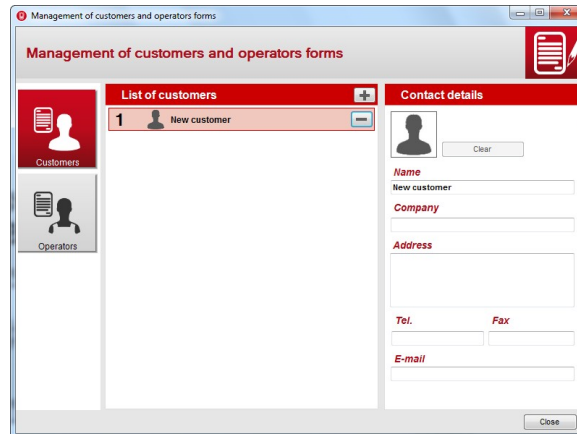 Management of customers and operators forms
Management of customers and operators forms
List of customers
Contact details
1 New customer
Clear
Customers
Name
New customer
Company
Operators
Address
Tel. Fax
E-mail
Close